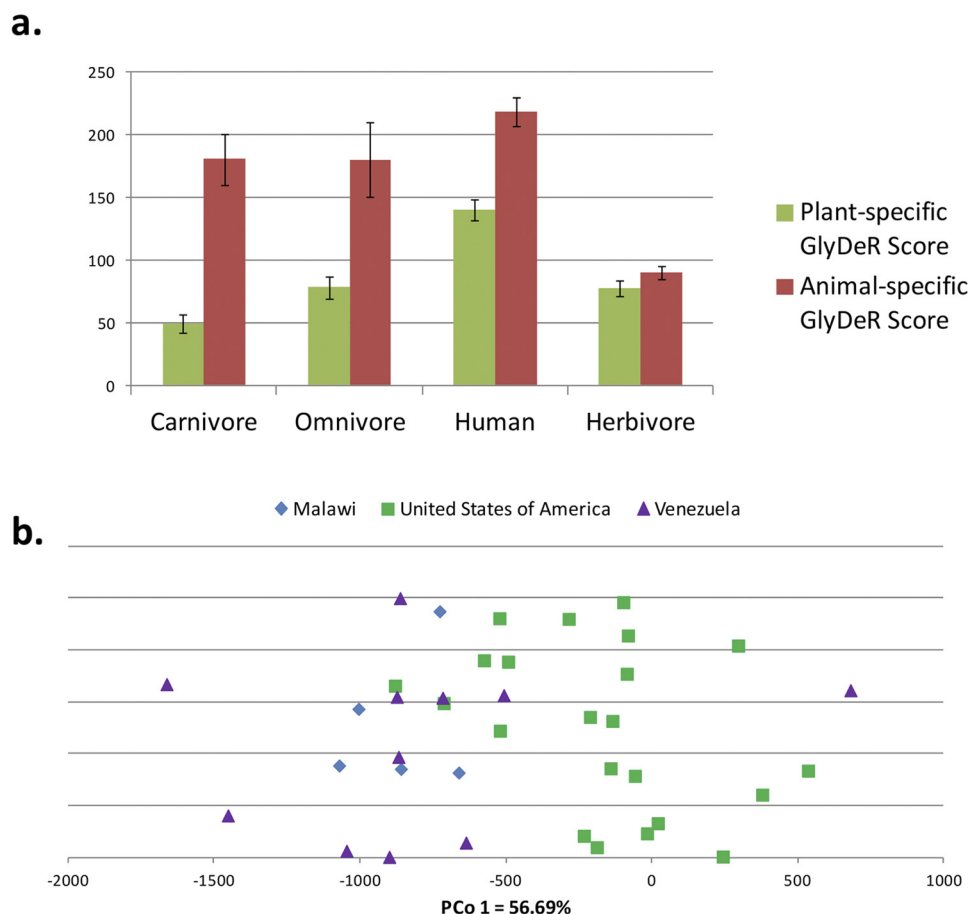 a.
250
200
150
100
50
0
Carnivore Omnivore Human Herbivore
Plant-specific
GlyDeR Score
Animal-specific
GlyDeR Score
Malawi United States of America Venezuela
b.
-2000 -1500 -1000 -500 0 500 1000
PCo 1 = 56.69%